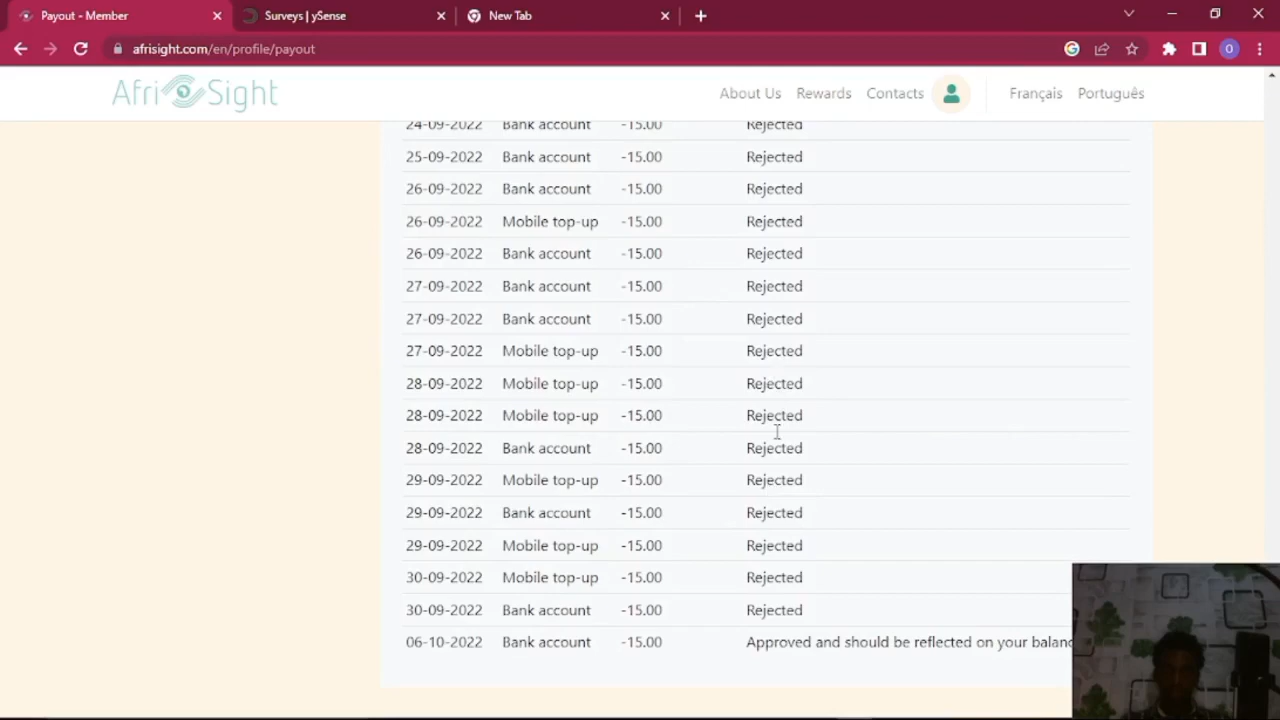 Payout - Member
Surveys | ySense
New Tab
afrisight.com/en/profile/payout
O
Afri Sight
About Us Rewards Contacts Français Português
24-09-2022 Bank account -15.00 Rejected
25-09-2022 Bank account -15.00 Rejected
26-09-2022 Bank account -15.00 Rejected
26-09-2022 Mobile top-up -15.00 Rejected
26-09-2022 Bank account -15.00 Rejected
27-09-2022 Bank account -15.00 Rejected
27-09-2022 Bank account -15.00 Rejected
27-09-2022 Mobile top-up -15.00 Rejected
28-09-2022 Mobile top-up -15.00 Rejected
28-09-2022 Mobile top-up -15.00 Rejected
28-09-2022 Bank account -15.00 Rejected
29-09-2022 Mobile top-up -15.00 Rejected
29-09-2022 Bank account -15.00 Rejected
29-09-2022 Mobile top-up -15.00 Rejected
30-09-2022 Mobile top-up -15.00 Rejected
30-09-2022 Bank account -15.00 Rejected
06-10-2022 Bank account -15.00 Approved and should be reflected on your balanc